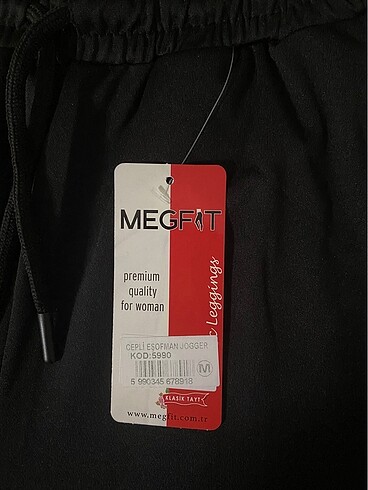 MEGFIT
premium
quality
for woman
Leggings
CEPLİ EŞOFMAN JOGGER
KOD:5990
M
5 990345 678918
KLASİK TAYT
www.megfit.com.tr